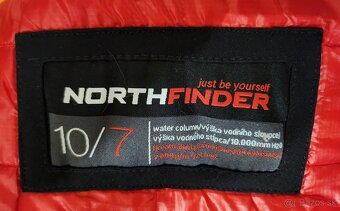 just be yourself
NORTHFINDER
10/7
water column/výška vodního sloupce/
výška vodného stĺpca/10.000mm H2O